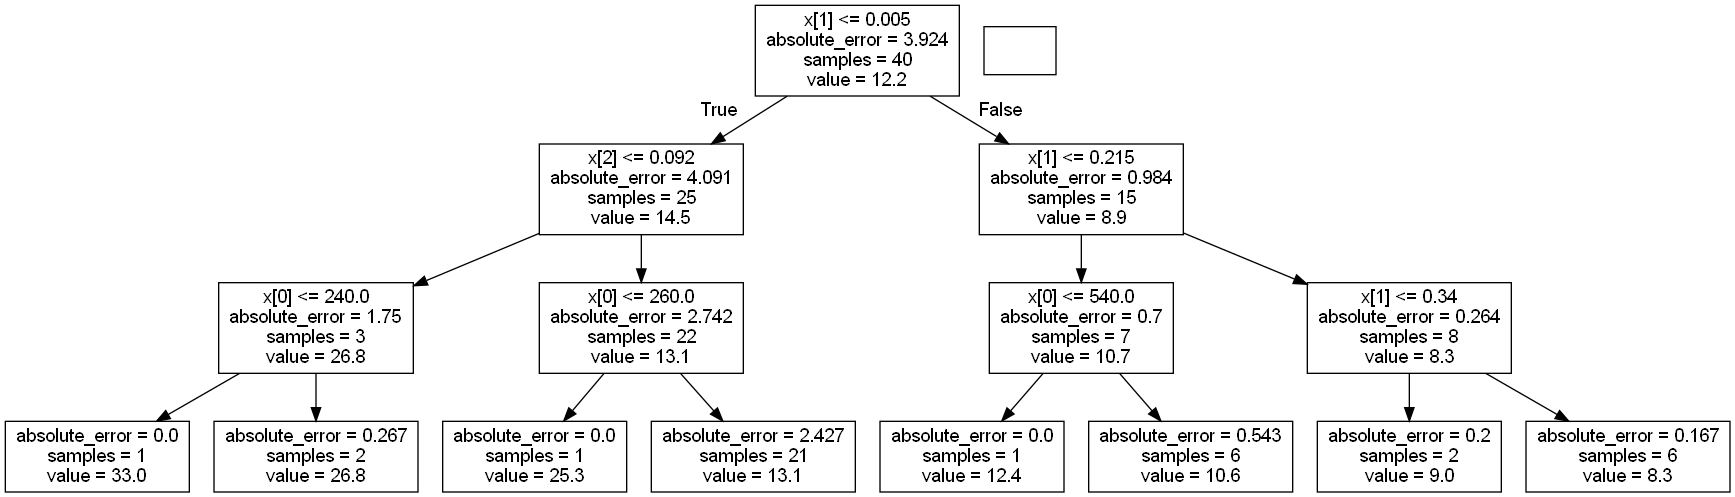 x[1] <= 0.005
absolute_error = 3.924
samples = 40
value = 12.2
True
False
x[2] <= 0.092
absolute_error = 4.091
samples = 25
value = 14.5
x[1] <= 0.215
absolute_error = 0.984
samples = 15
value = 8.9
x[0] <= 240.0
absolute_error = 1.75
samples = 3
value = 26.8
x[0] <= 260.0
absolute_error = 2.742
samples = 22
value = 13.1
x[0] <= 540.0
absolute_error = 0.7
samples = 7
value = 10.7
x[1] <= 0.34
absolute_error = 0.264
samples = 8
value = 8.3
absolute_error = 0.0
samples = 1
value = 33.0
absolute_error = 0.267
samples = 2
value = 26.8
absolute_error = 0.0
samples = 1
value = 25.3
absolute_error = 2.427
samples = 21
value = 13.1
absolute_error = 0.0
samples = 1
value = 12.4
absolute_error = 0.543
samples = 6
value = 10.6
absolute_error = 0.2
samples = 2
value = 9.0
absolute_error = 0.167
samples = 6
value = 8.3